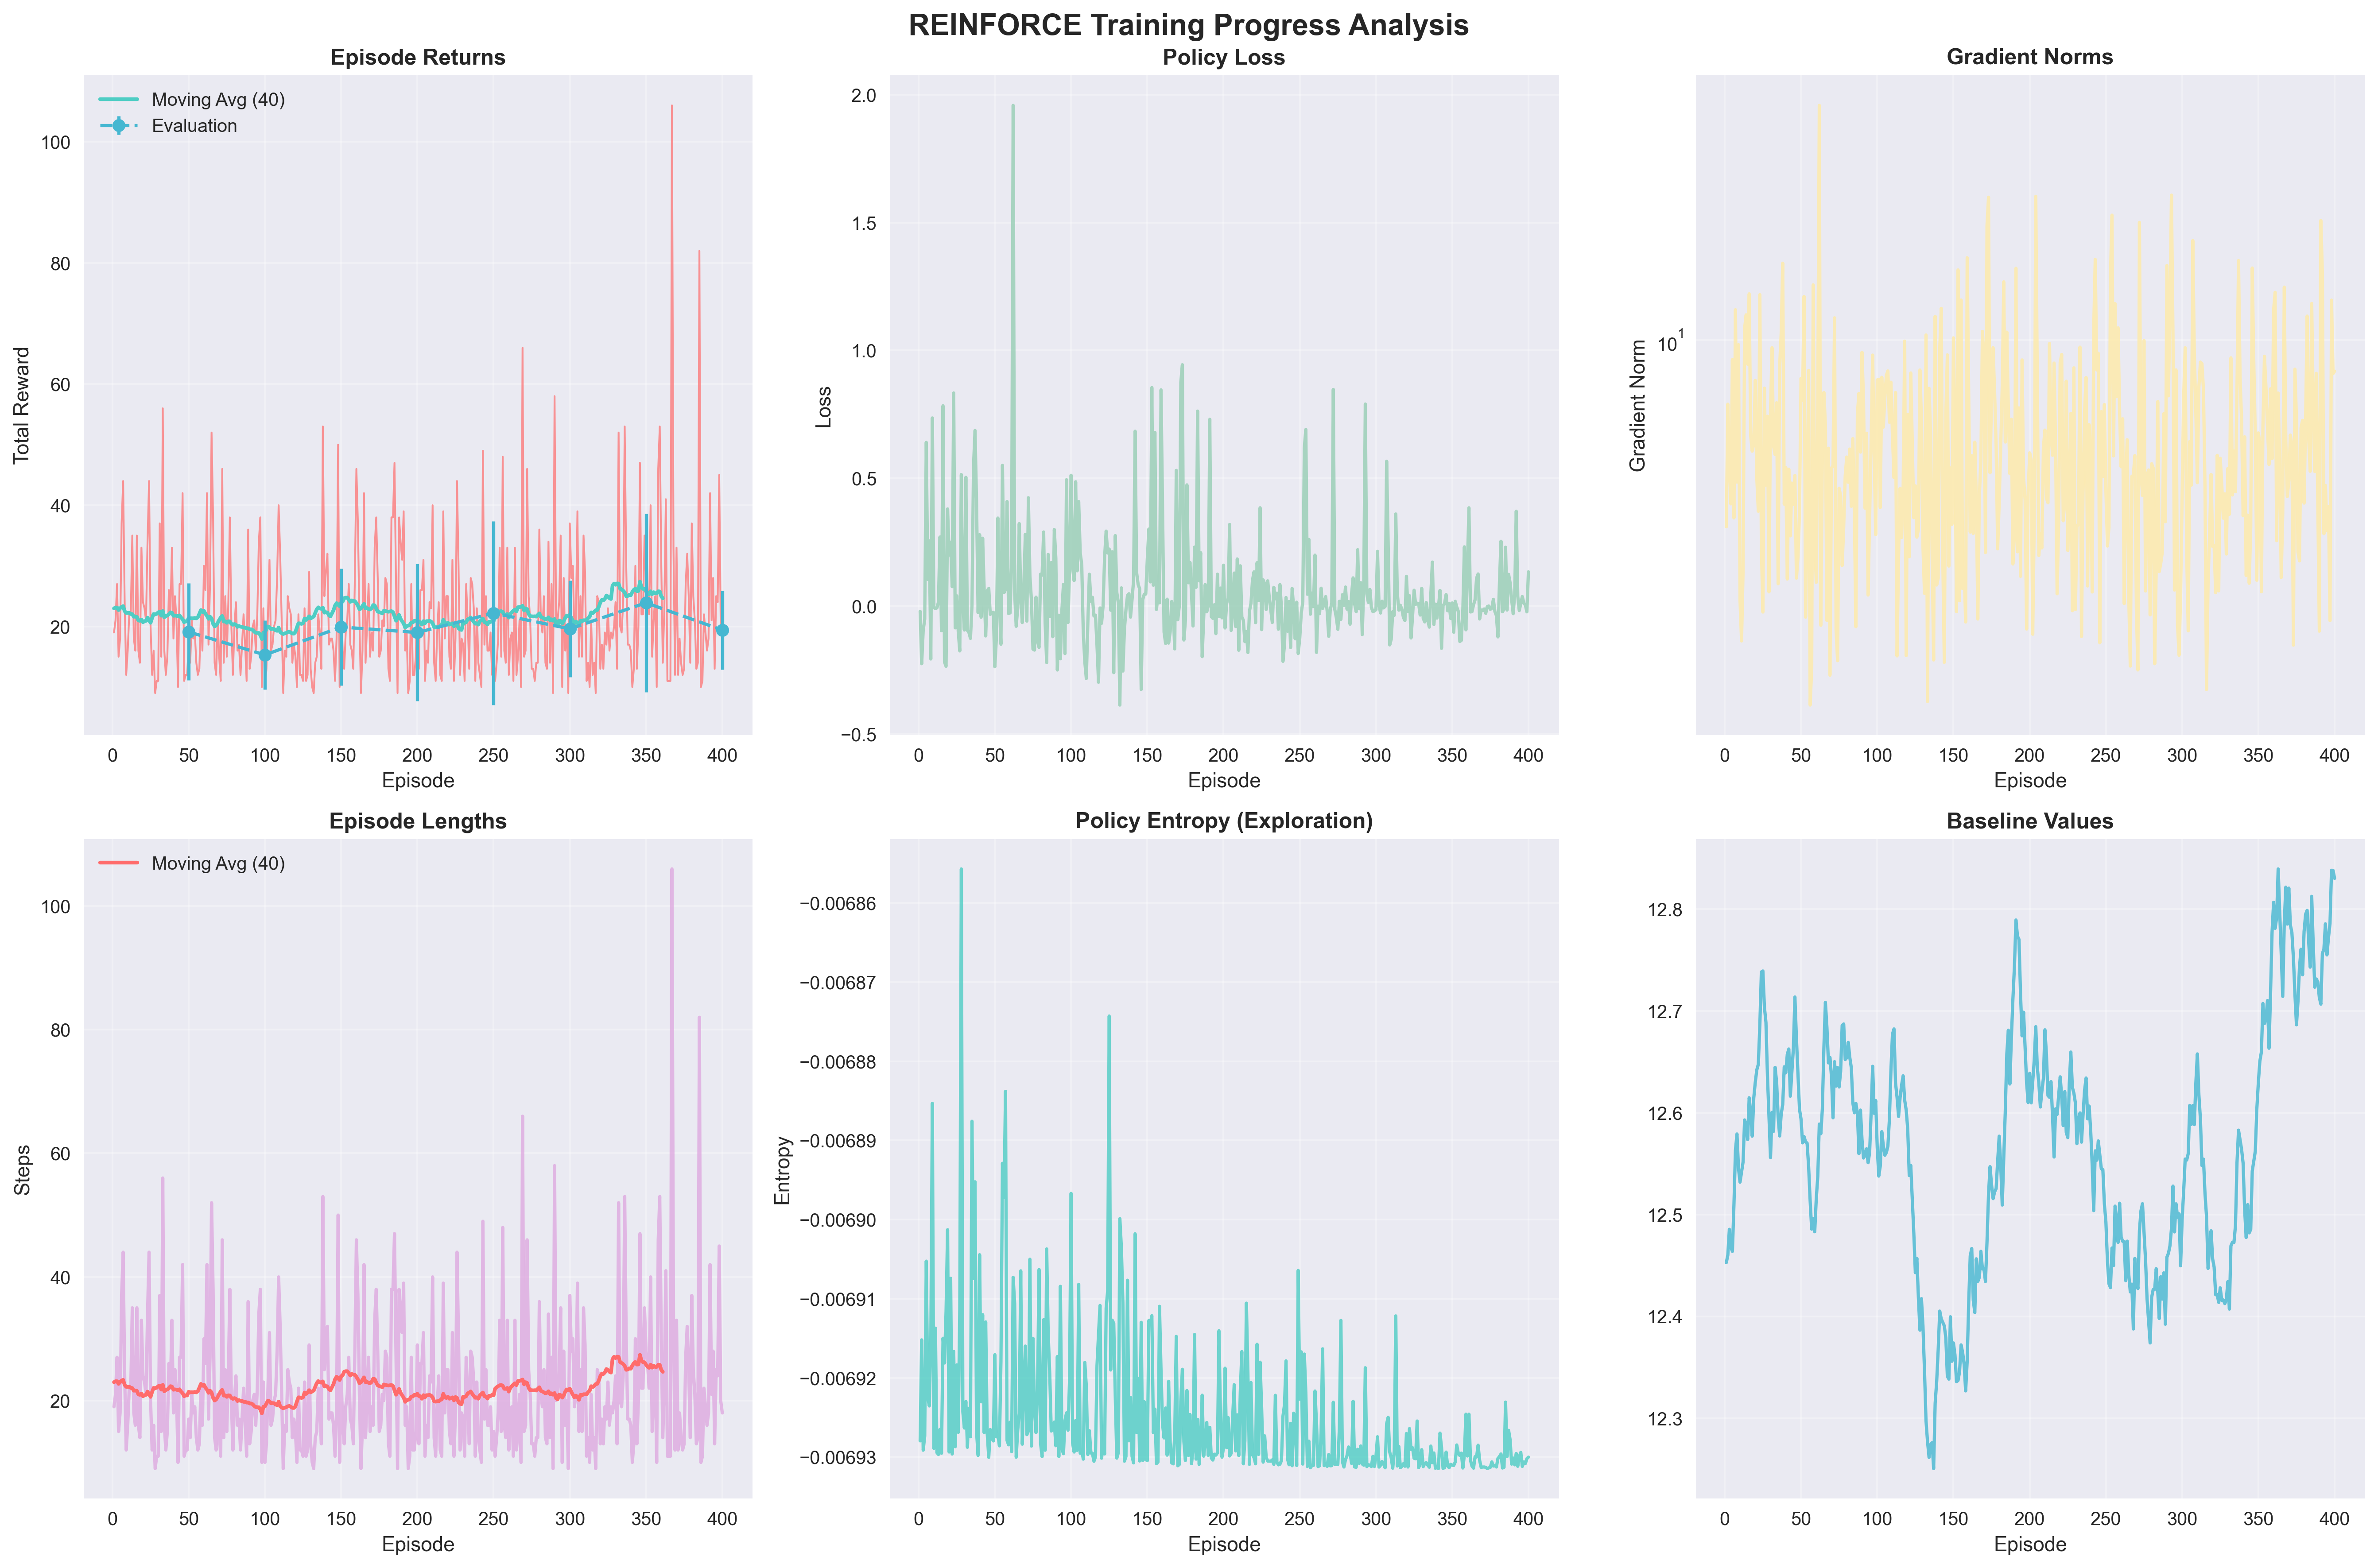 REINFORCE Training Progress Analysis
Episode Returns
Moving Avg (40)
Evaluation
Total Reward
100
80
60
40
20
0 50 100 150 200 250 300 350 400
Episode
Policy Loss
Loss
2.0
1.5
1.0
0.5
0.0
−0.5
0 50 100 150 200 250 300 350 400
Episode
Gradient Norms
Gradient Norm
10¹
0 50 100 150 200 250 300 350 400
Episode
Episode Lengths
Moving Avg (40)
Steps
100
80
60
40
20
0 50 100 150 200 250 300 350 400
Episode
Policy Entropy (Exploration)
Entropy
−0.00686
−0.00687
−0.00688
−0.00689
−0.00690
−0.00691
−0.00692
−0.00693
0 50 100 150 200 250 300 350 400
Episode
Baseline Values
12.8
12.7
12.6
12.5
12.4
12.3
0 50 100 150 200 250 300 350 400
Episode